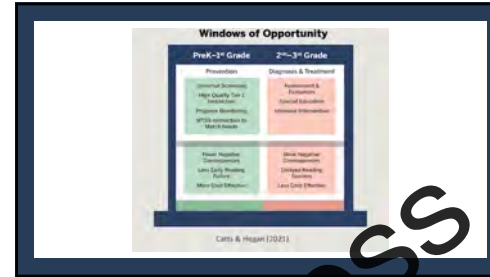 Windows of Opportunity
PreK–1st Grade
Prevention
Universal Screening
High Quality Tier 1
Instruction
Progress Monitoring
MTSS Instruction to
Match Needs
Fewer Negative
Consequences
Less Early Reading
Failure
More Cost Effective
2nd–3rd Grade
Diagnosis & Treatment
Assessment &
Evaluation
Special Education
Intensive Intervention
More Negative
Consequences
Delayed Reading
Success
Less Cost Effective
Catts & Hogan (2021)